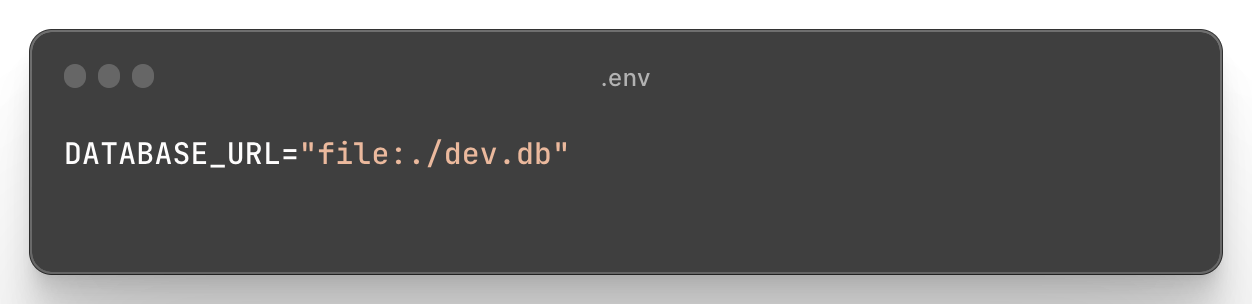 .env
DATABASE_URL="file:./dev.db"